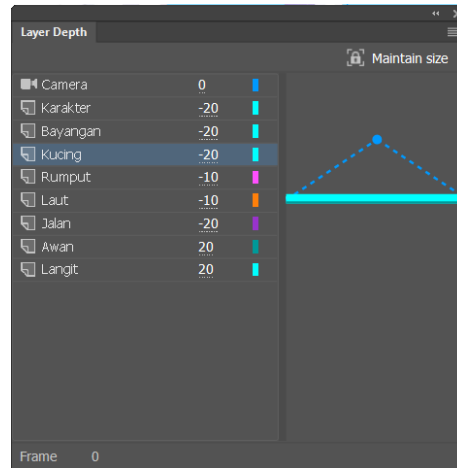 Layer Depth
Maintain size
Camera 0
Karakter -20
Bayangan -20
Kucing -20
Rumput -10
Laut -10
Jalan -20
Awan 20
Langit 20
Frame 0